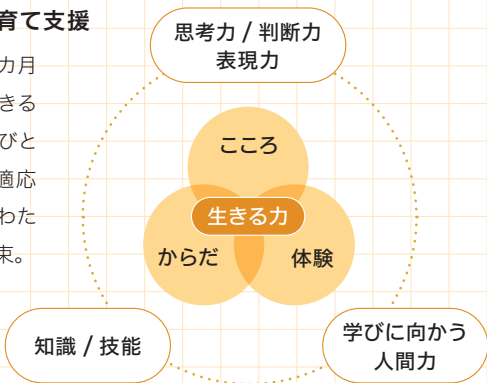 育て支援
カ月
きる
びと
適応
わた
束。
思考力 / 判断力
表現力
こころ
生きる力
からだ
体験
知識 / 技能
学びに向かう
人間力